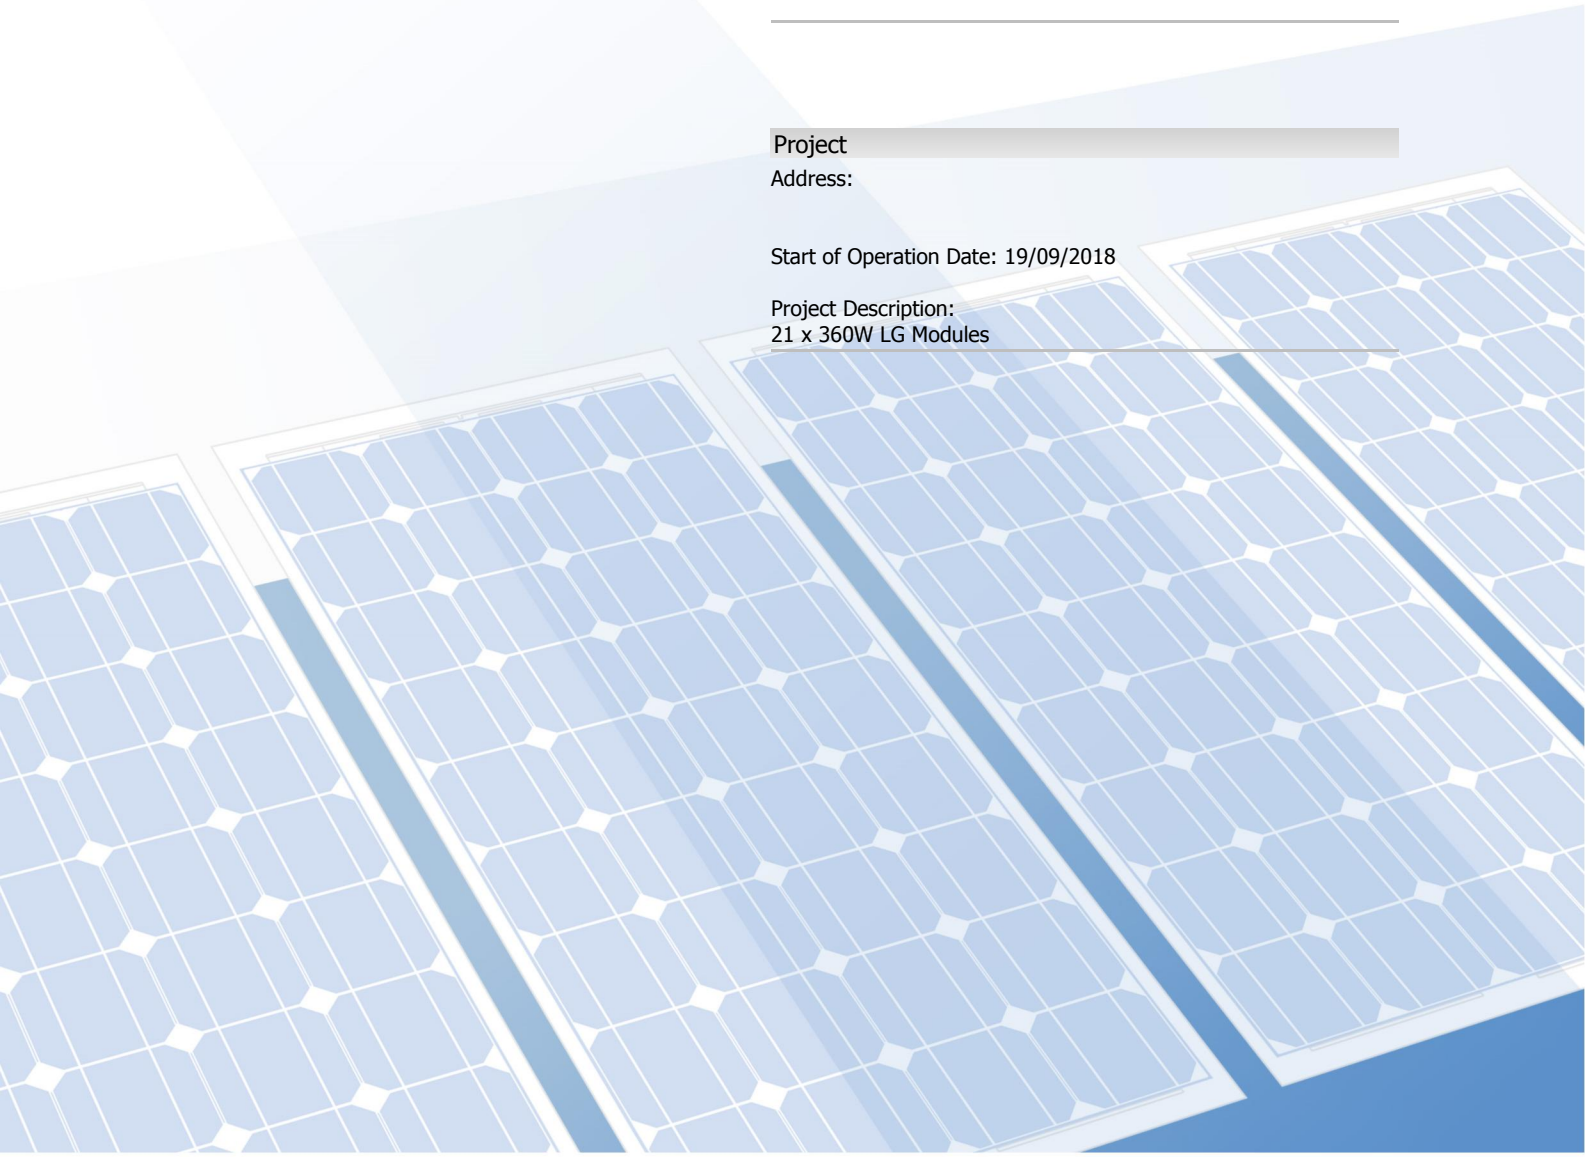 Project
Address:
Start of Operation Date: 19/09/2018
Project Description:
21 x 360W LG Modules